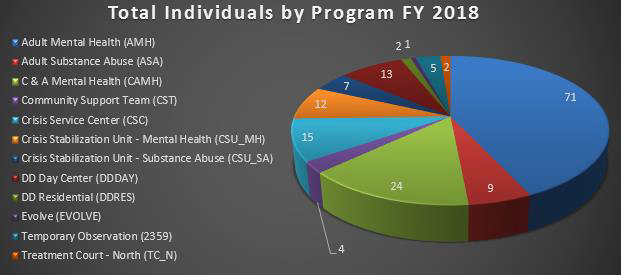 Total Individuals by Program FY 2018
Adult Mental Health (AMH)
Adult Substance Abuse (ASA)
C & A Mental Health (CAMH)
Community Support Team (CST)
Crisis Service Center (CSC)
Crisis Stabilization Unit - Mental Health (CSU_MH)
Crisis Stabilization Unit - Substance Abuse (CSU_SA)
DD Day Center (DDDAY)
DD Residential (DDRES)
Evolve (EVOLVE)
Temporary Observation (2359)
Treatment Court - North (TC_N)
71
9
24
4
15
12
7
13
2
1
5
2